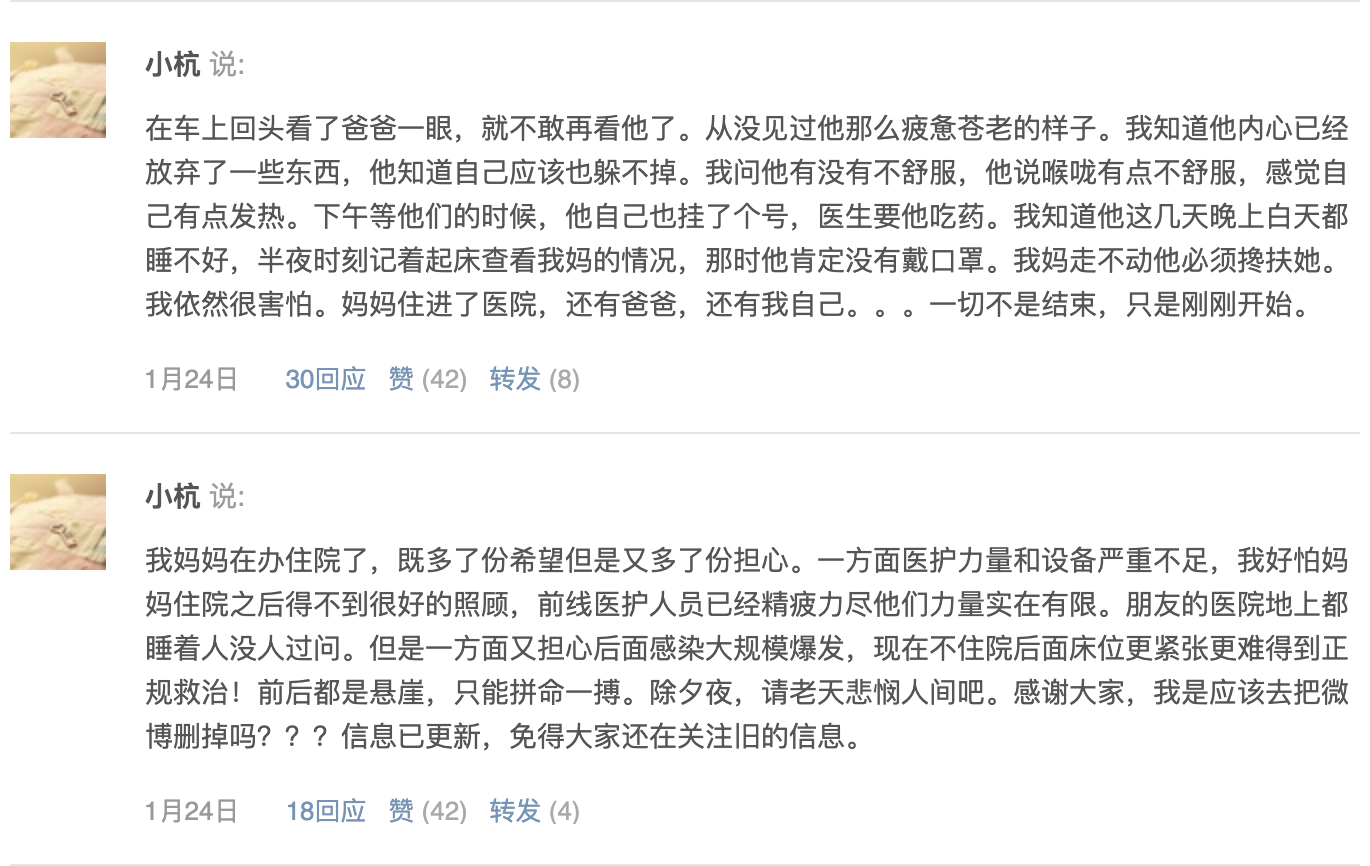 小杭 说:
在车上回头看了爸爸一眼，就不敢再看他了。从没见过他那么疲惫苍老的样子。我知道他内心已经
放弃了一些东西，他知道自己应该也躲不掉。我问他有没有不舒服，他说喉咙有点不舒服，感觉自
己有点发热。下午等他们的时候，他自己也挂了个号，医生要他吃药。我知道他这几天晚上白天都
睡不好，半夜时刻记着起床查看我妈的情况，那时他肯定没有戴口罩。我妈走不动他必须搀扶她。
我依然很害怕。妈妈住进了医院，还有爸爸，还有我自己。。。一切不是结束，只是刚刚开始。
1月24日 30回应 赞 (42) 转发 (8)
小杭 说:
我妈妈在办住院了，既多了份希望但是又多了份担心。一方面医护力量和设备严重不足，我好怕妈
妈住院之后得不到很好的照顾，前线医护人员已经精疲力尽他们力量实在有限。朋友的医院地上都
睡着人没人过问。但是一方面又担心后面感染大规模爆发，现在不住院后面床位更紧张更难得到正
规救治！前后都是悬崖，只能拼命一搏。除夕夜，请老天悲悯人间吧。感谢大家，我是应该去把微
博删掉吗？？？信息已更新，免得大家还在关注旧的信息。
1月24日 18回应 赞 (42) 转发 (4)